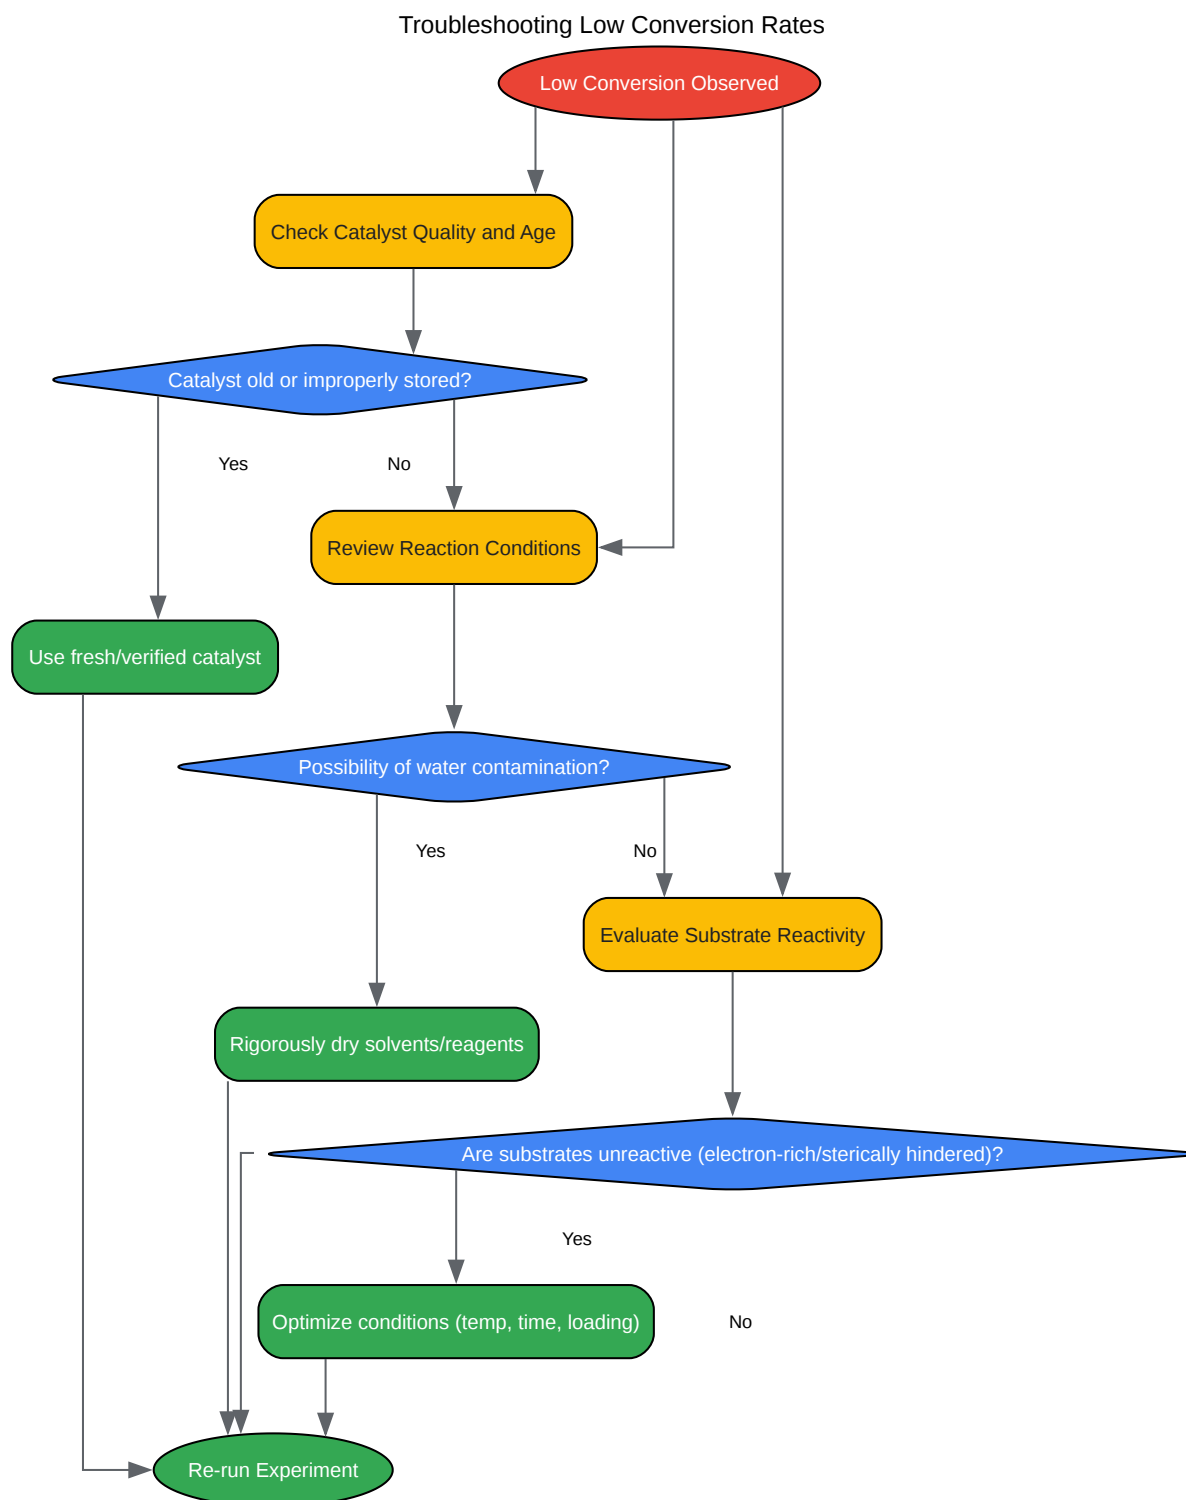 Troubleshooting Low Conversion Rates
Low Conversion Observed
Check Catalyst Quality and Age
Catalyst old or improperly stored?
Yes
No
Review Reaction Conditions
Use fresh/verified catalyst
Possibility of water contamination?
Yes
No
Evaluate Substrate Reactivity
Rigorously dry solvents/reagents
Are substrates unreactive (electron-rich/sterically hindered)?
Yes
Optimize conditions (temp, time, loading)
No
Re-run Experiment